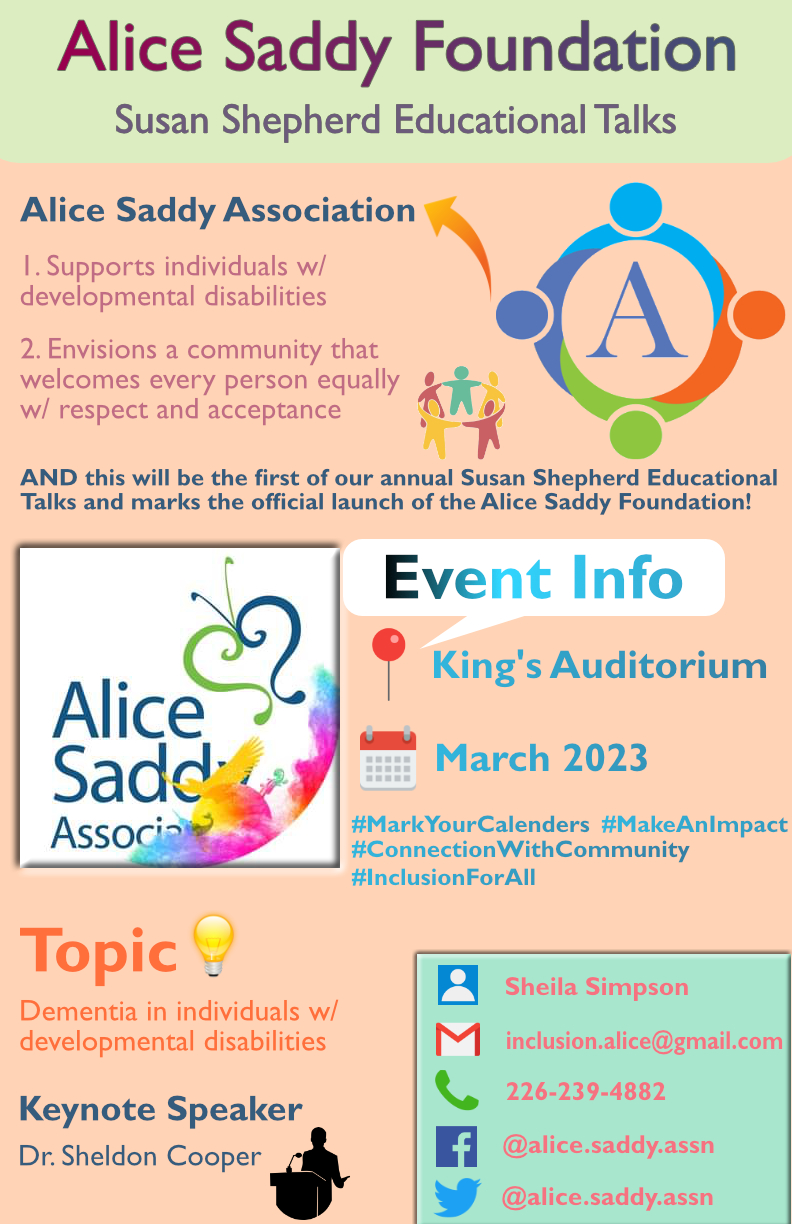 Alice Saddy Foundation
Susan Shepherd Educational Talks
Alice Saddy Association
1. Supports individuals w/
developmental disabilities
2. Envisions a community that
welcomes every person equally
w/ respect and acceptance
A
AND this will be the first of our annual Susan Shepherd Educational
Talks and marks the official launch of the Alice Saddy Foundation!
Alice
Saddy
Associat
Event Info
King's Auditorium
March 2023
#MarkYourCalenders #MakeAnImpact
#ConnectionWithCommunity
#InclusionForAll
Topic
Dementia in individuals w/
developmental disabilities
Keynote Speaker
Dr. Sheldon Cooper
Sheila Simpson
inclusion.alice@gmail.com
226-239-4882
@alice.saddy.assn
@alice.saddy.assn